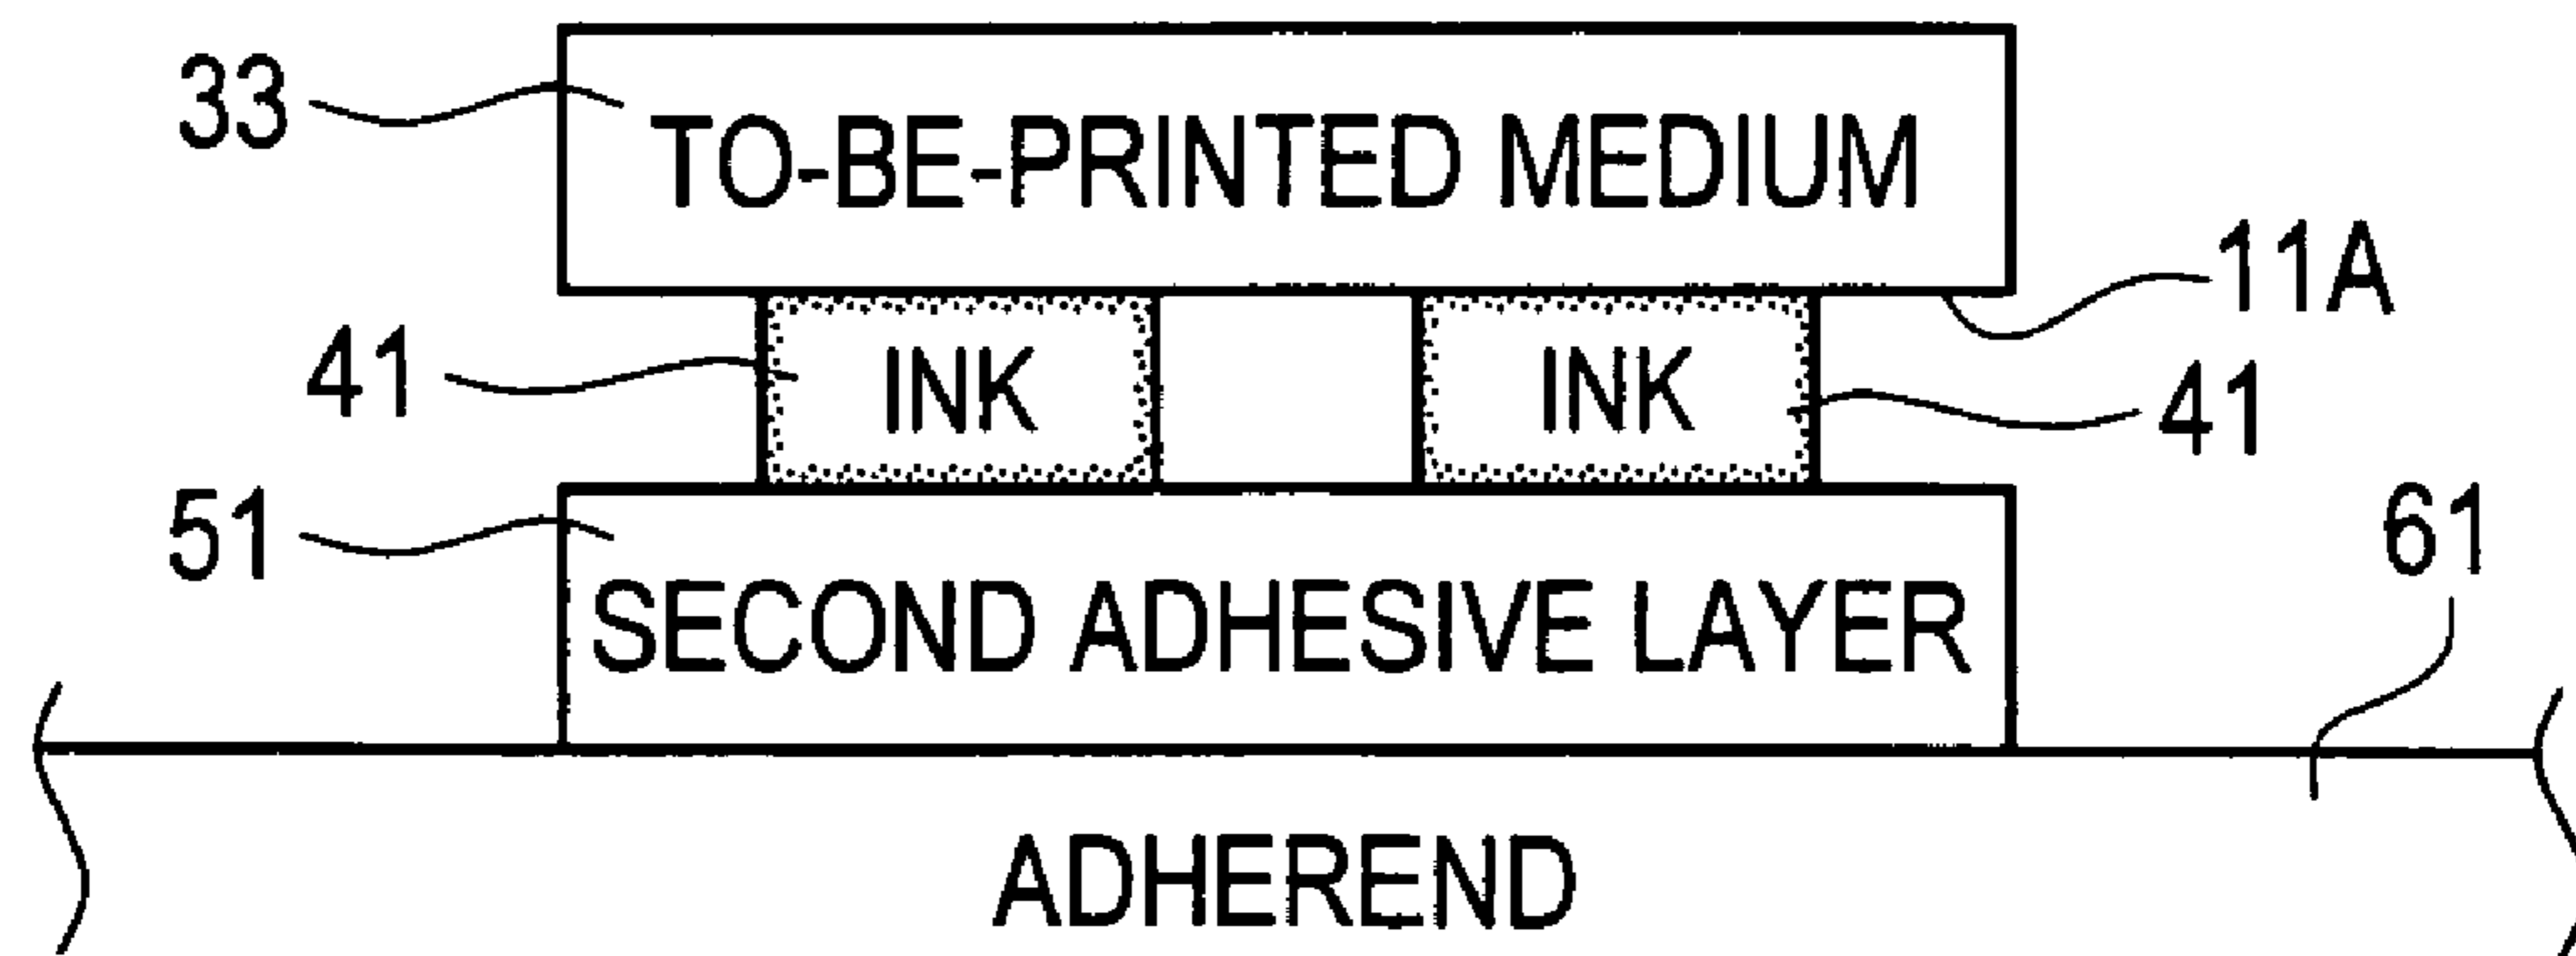 33
TO-BE-PRINTED MEDIUM
11A
41
INK
INK
41
51
SECOND ADHESIVE LAYER
61
ADHEREND